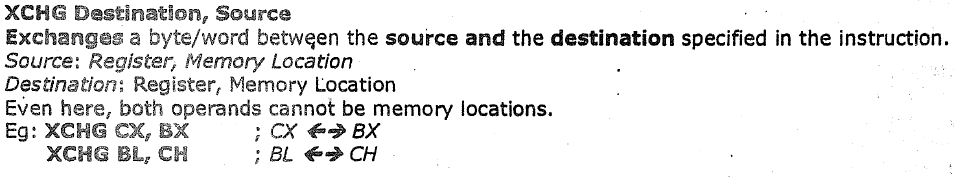 XCHG Destination, Source
Exchanges a byte/word between the source and the destination specified in the instruction.
Source: Register, Memory Location
Destination: Register, Memory Location
Even here, both operands cannot be memory locations.
Eg: XCHG CX, BX ; CX ↔ BX
XCHG BL, CH ; BL ↔ CH